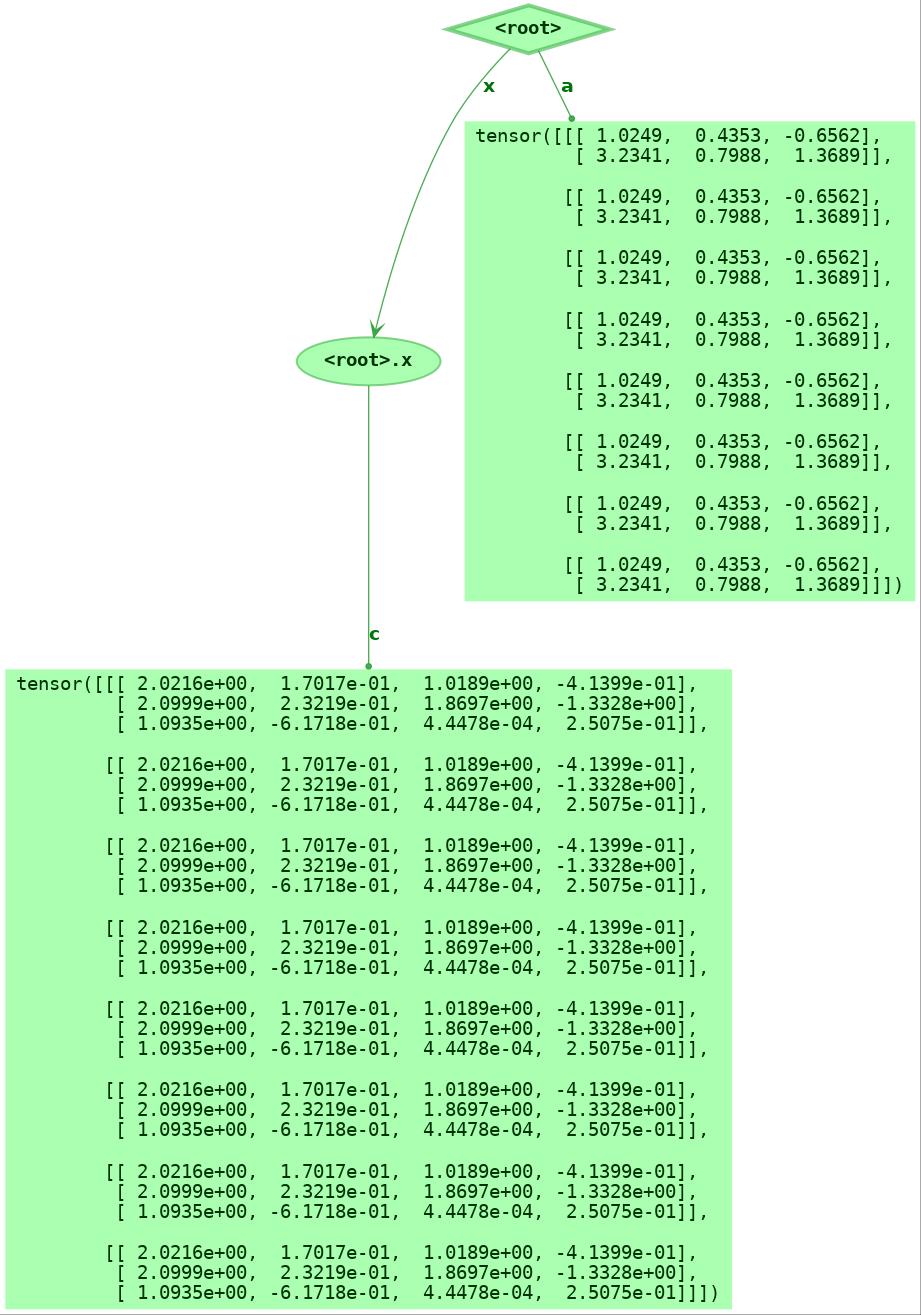 <root>
x
a
tensor([[[ 1.0249,  0.4353, -0.6562],
         [ 3.2341,  0.7988,  1.3689]],

        [[ 1.0249,  0.4353, -0.6562],
         [ 3.2341,  0.7988,  1.3689]],

        [[ 1.0249,  0.4353, -0.6562],
         [ 3.2341,  0.7988,  1.3689]],

        [[ 1.0249,  0.4353, -0.6562],
         [ 3.2341,  0.7988,  1.3689]],

        [[ 1.0249,  0.4353, -0.6562],
         [ 3.2341,  0.7988,  1.3689]],

        [[ 1.0249,  0.4353, -0.6562],
         [ 3.2341,  0.7988,  1.3689]],

        [[ 1.0249,  0.4353, -0.6562],
         [ 3.2341,  0.7988,  1.3689]],

        [[ 1.0249,  0.4353, -0.6562],
         [ 3.2341,  0.7988,  1.3689]]])
<root>.x
c
tensor([[[ 2.0216e+00,  1.7017e-01,  1.0189e+00, -4.1399e-01],
         [ 2.0999e+00,  2.3219e-01,  1.8697e+00, -1.3328e+00],
         [ 1.0935e+00, -6.1718e-01,  4.4478e-04,  2.5075e-01]],

        [[ 2.0216e+00,  1.7017e-01,  1.0189e+00, -4.1399e-01],
         [ 2.0999e+00,  2.3219e-01,  1.8697e+00, -1.3328e+00],
         [ 1.0935e+00, -6.1718e-01,  4.4478e-04,  2.5075e-01]],

        [[ 2.0216e+00,  1.7017e-01,  1.0189e+00, -4.1399e-01],
         [ 2.0999e+00,  2.3219e-01,  1.8697e+00, -1.3328e+00],
         [ 1.0935e+00, -6.1718e-01,  4.4478e-04,  2.5075e-01]],

        [[ 2.0216e+00,  1.7017e-01,  1.0189e+00, -4.1399e-01],
         [ 2.0999e+00,  2.3219e-01,  1.8697e+00, -1.3328e+00],
         [ 1.0935e+00, -6.1718e-01,  4.4478e-04,  2.5075e-01]],

        [[ 2.0216e+00,  1.7017e-01,  1.0189e+00, -4.1399e-01],
         [ 2.0999e+00,  2.3219e-01,  1.8697e+00, -1.3328e+00],
         [ 1.0935e+00, -6.1718e-01,  4.4478e-04,  2.5075e-01]],

        [[ 2.0216e+00,  1.7017e-01,  1.0189e+00, -4.1399e-01],
         [ 2.0999e+00,  2.3219e-01,  1.8697e+00, -1.3328e+00],
         [ 1.0935e+00, -6.1718e-01,  4.4478e-04,  2.5075e-01]],

        [[ 2.0216e+00,  1.7017e-01,  1.0189e+00, -4.1399e-01],
         [ 2.0999e+00,  2.3219e-01,  1.8697e+00, -1.3328e+00],
         [ 1.0935e+00, -6.1718e-01,  4.4478e-04,  2.5075e-01]],

        [[ 2.0216e+00,  1.7017e-01,  1.0189e+00, -4.1399e-01],
         [ 2.0999e+00,  2.3219e-01,  1.8697e+00, -1.3328e+00],
         [ 1.0935e+00, -6.1718e-01,  4.4478e-04,  2.5075e-01]]])